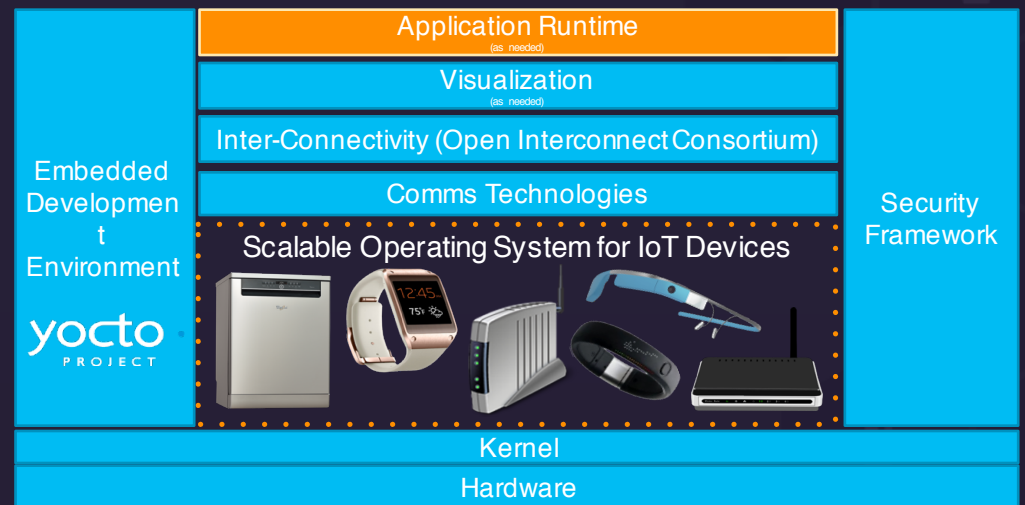 Application Runtime
(as needed)
Visualization
(as needed)
Inter-Connectivity (Open Interconnect Consortium)
Comms Technologies
Embedded
Developmen
t
Environment
yocto
PROJECT
Scalable Operating System for IoT Devices
12:45
75°F
Security
Framework
Kernel
Hardware